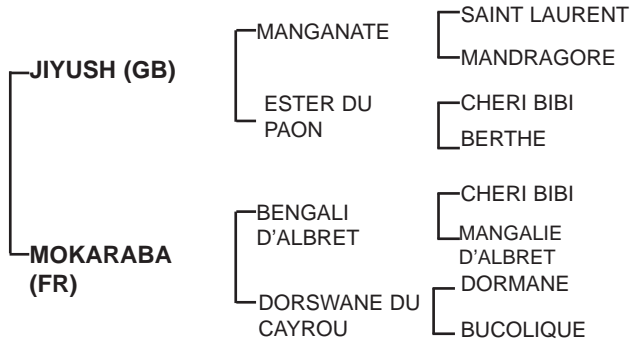 SAINT LAURENT
MANGANATE
MANDRAGORE
JIYUSH (GB)
ESTER DU
PAON
CHERI BIBI
BERTHE
CHERI BIBI
BENGALI
D'ALBRET
MANGALIE
D'ALBRET
MOKARABA
(FR)
DORMANE
DORSWANE DU
CAYROU
BUCOLIQUE